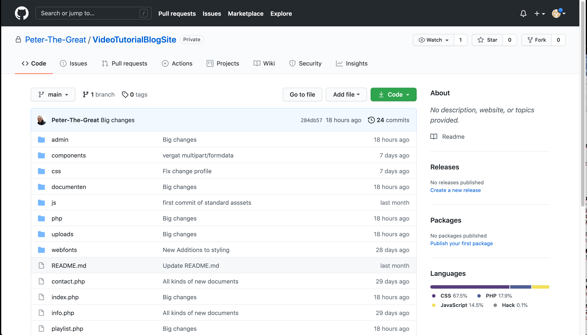 Search or jump to... /
Pull requests Issues Marketplace Explore
Peter-The-Great / VideoTutorialBlogSite Private
Watch 1 Star 0 Fork 0
Code Issues Pull requests Actions Projects Wiki Security Insights
main 1 branch 0 tags Go to file Add file Code
Peter-The-Great Big changes 284db57 18 hours ago 24 commits
admin Big changes 18 hours ago
components vergat multipart/formdata 7 days ago
css Fix change profile 7 days ago
documenten Big changes 18 hours ago
js first commit of standard asssets last month
php Big changes 18 hours ago
uploads Big changes 18 hours ago
webfonts New Additions to styling 28 days ago
README.md Update README.md last month
contact.php All kinds of new documents 29 days ago
index.php Big changes 18 hours ago
info.php All kinds of new documents 29 days ago
playlist.php Big changes 18 hours ago
About
No description, website, or topics
provided.
Readme
Releases
No releases published
Create a new release
Packages
No packages published
Publish your first package
Languages
CSS 67.5% PHP 17.9%
JavaScript 14.5% Hack 0.1%